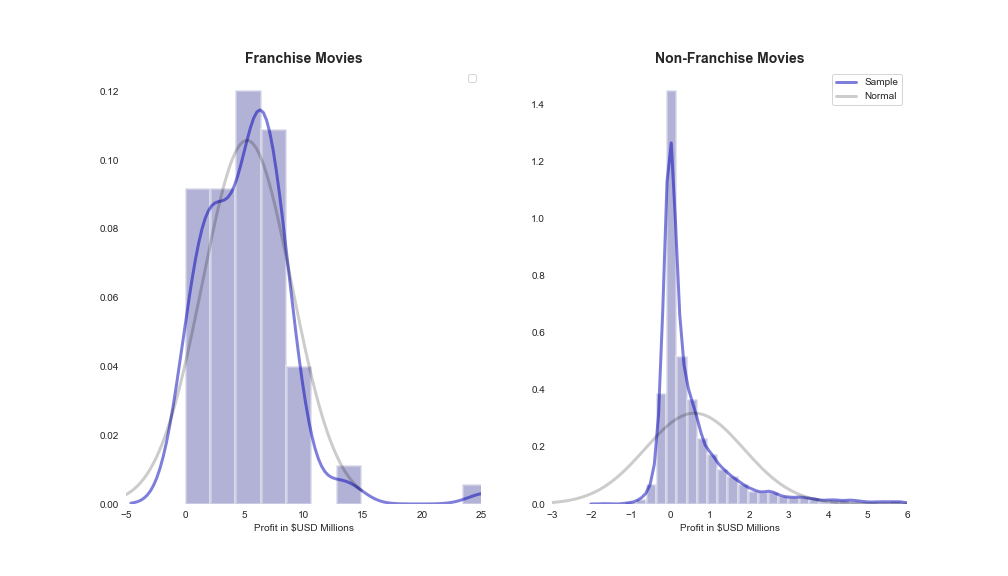 Franchise Movies
0.12
0.10
0.08
0.06
0.04
0.02
0.00
−5 0 5 10 15 20 25
Profit in $USD Millions
Non-Franchise Movies
Sample
Normal
1.4
1.2
1.0
0.8
0.6
0.4
0.2
0.0
−3 −2 −1 0 1 2 3 4 5 6
Profit in $USD Millions